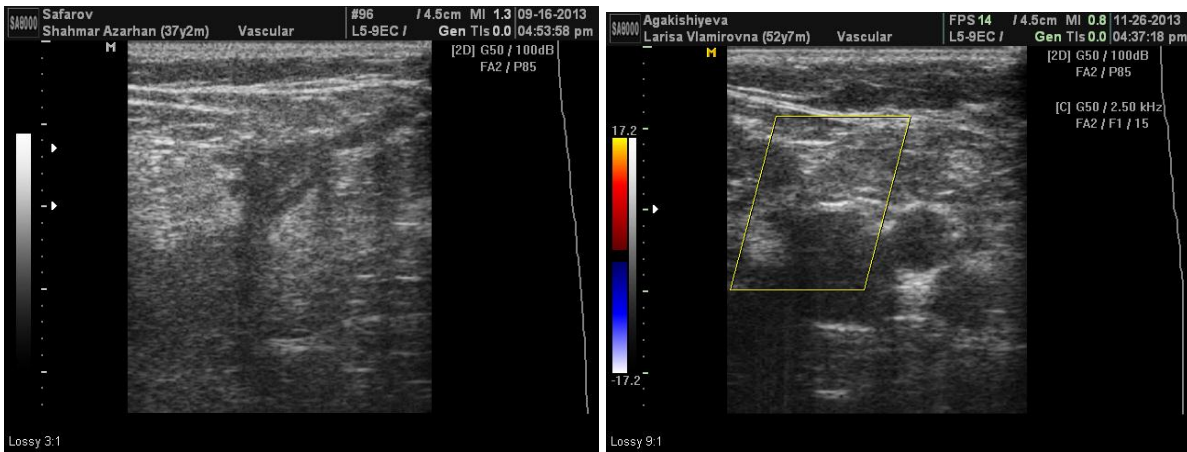 SA8000 Safarov #96 / 4.5cm MI 1.3 09-16-2013
Shahmar Azarhan (37y2m) Vascular L5-9EC / Gen TIs 0.0 04:53:58 pm
M
[2D] G50 / 100dB
FA2 / P85
Lossy 3:1
SA8000 Agakishiyeva FPS 14 / 4.5cm MI 0.8 11-26-2013
Larisa Vlamirovna (52y7m) Vascular L5-9EC / Gen TIs 0.0 04:37:18 pm
M
[2D] G50 / 100dB
FA2 / P85
[C] G50 / 2.50 kHz
FA2 / F1 / 15
17.2
-17.2
Lossy 9:1